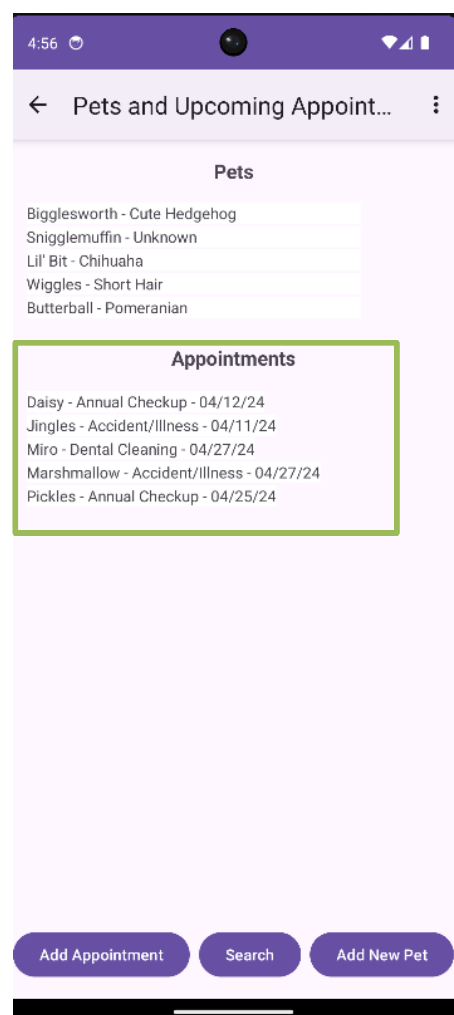 4:56
Pets and Upcoming Appoint...
Pets
Bigglesworth - Cute Hedgehog
Snigglemuffin - Unknown
Lil' Bit - Chihuaha
Wiggles - Short Hair
Butterball - Pomeranian
Appointments
Daisy - Annual Checkup - 04/12/24
Jingles - Accident/Illness - 04/11/24
Miro - Dental Cleaning - 04/27/24
Marshmallow - Accident/Illness - 04/27/24
Pickles - Annual Checkup - 04/25/24
Add Appointment Search Add New Pet